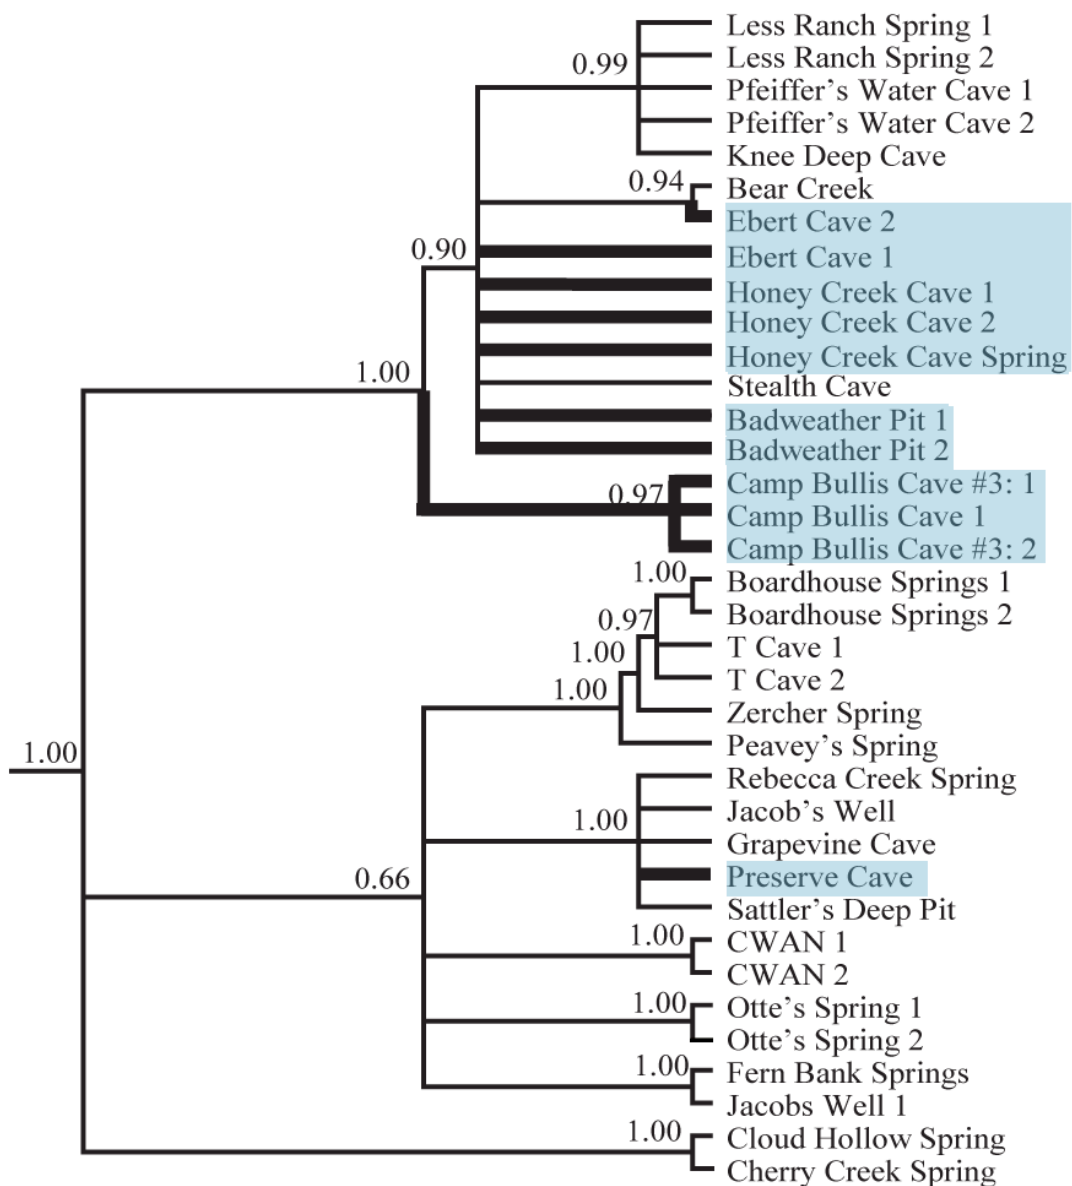 Less Ranch Spring 1
Less Ranch Spring 2
0.99
Pfeiffer's Water Cave 1
Pfeiffer's Water Cave 2
Knee Deep Cave
0.94
Bear Creek
Ebert Cave 2
0.90
Ebert Cave 1
Honey Creek Cave 1
Honey Creek Cave 2
Honey Creek Cave Spring
1.00
Stealth Cave
Badweather Pit 1
Badweather Pit 2
Camp Bullis Cave #3: 1
0.97
Camp Bullis Cave 1
Camp Bullis Cave #3: 2
1.00
Boardhouse Springs 1
Boardhouse Springs 2
0.97
T Cave 1
1.00
T Cave 2
1.00
Zercher Spring
Peavey's Spring
1.00
Rebecca Creek Spring
Jacob's Well
1.00
Grapevine Cave
0.66
Preserve Cave
Sattler's Deep Pit
1.00
CWAN 1
CWAN 2
1.00
Otte's Spring 1
Otte's Spring 2
1.00
Fern Bank Springs
Jacobs Well 1
1.00
Cloud Hollow Spring
Cherry Creek Spring